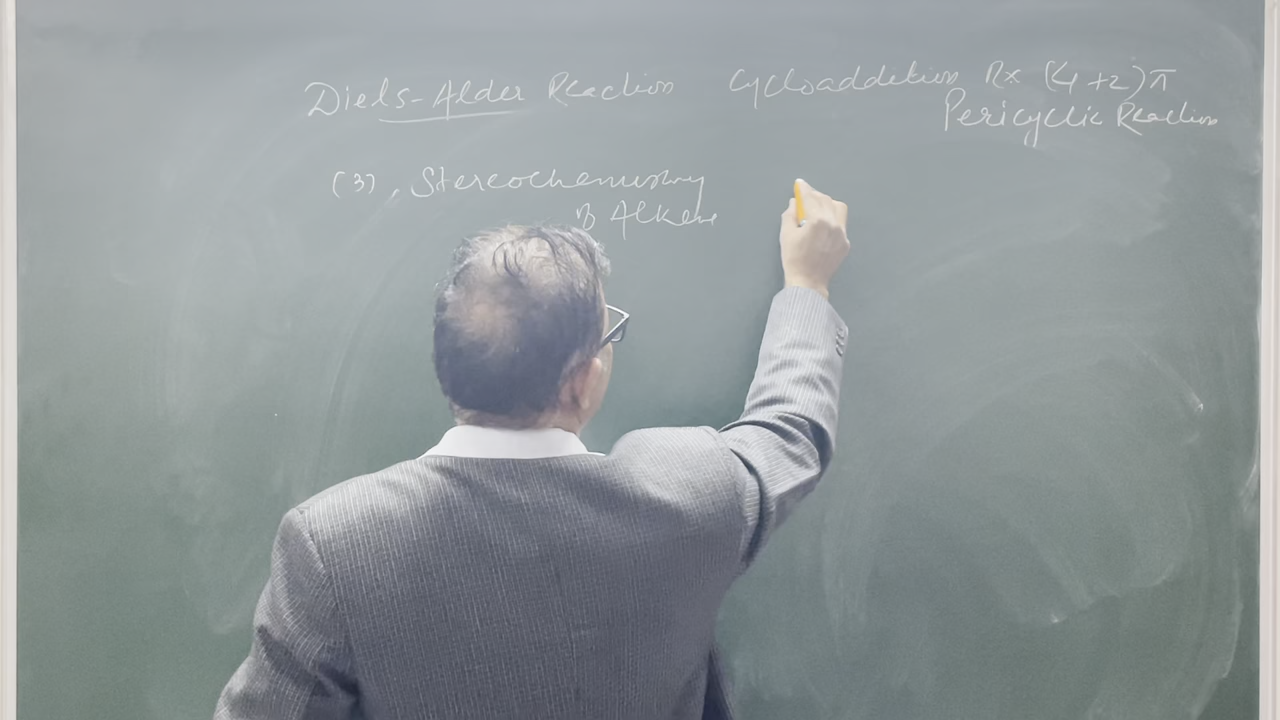 Diels-Alder Reaction Cycloaddition Rx (4+2)π
Pericyclic Reaction
(3), Stereochemistry
of Alkene